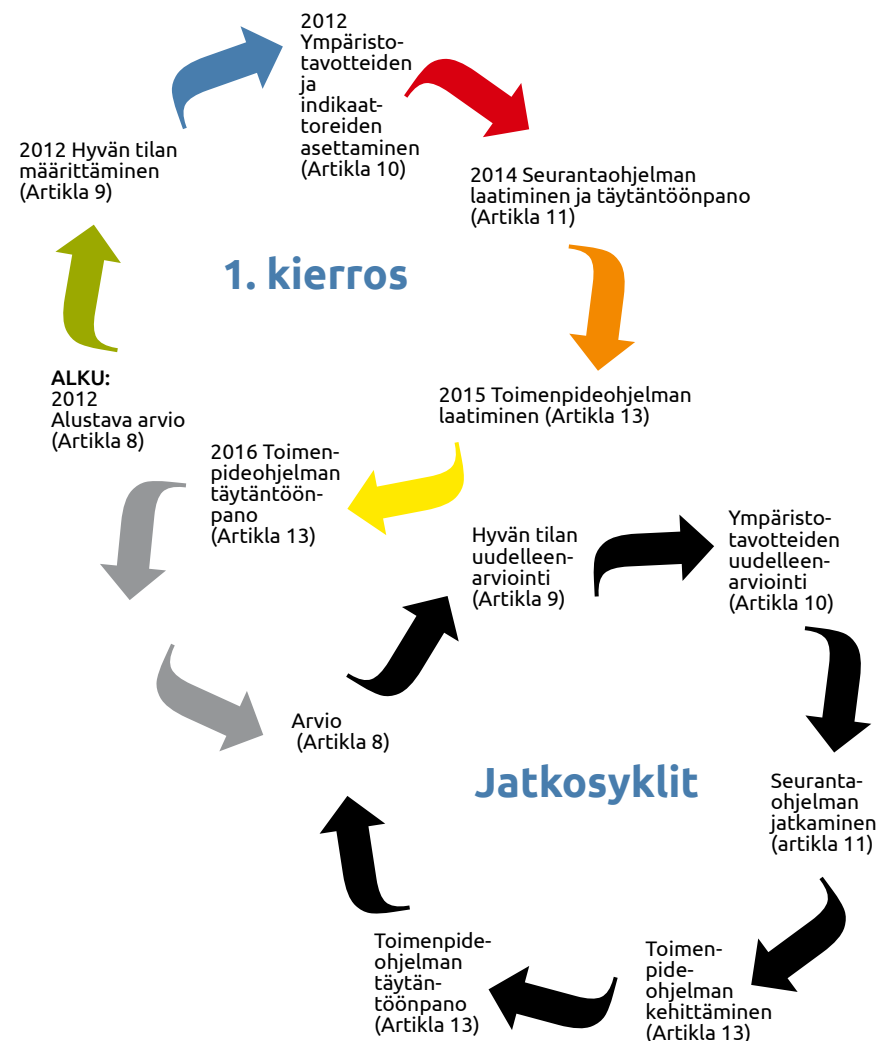 2012
Ympäristo-
tavotteiden
ja
indikaat-
toreiden
asettaminen
(Artikla 10)
2012 Hyvän tilan
määrittäminen
(Artikla 9)
2014 Seurantaohjelman
laatiminen ja täytäntöönpano
(Artikla 11)
1. kierros
ALKU:
2012
Alustava arvio
(Artikla 8)
2015 Toimenpideohjelman
laatiminen (Artikla 13)
2016 Toimen-
pideohjelman
täytäntöön-
pano
(Artikla 13)
Hyvän tilan
uudelleen-
arviointi
(Artikla 9)
Ympäristo-
tavotteiden
uudelleen-
arviointi
(Artikla 10)
Arvio
(Artikla 8)
Jatkosyklit
Seuranta-
ohjelman
jatkaminen
(artikla 11)
Toimenpide-
ohjelman
täytän-
töönpano
(Artikla 13)
Toimen-
pide-
ohjelman
kehittäminen
(Artikla 13)